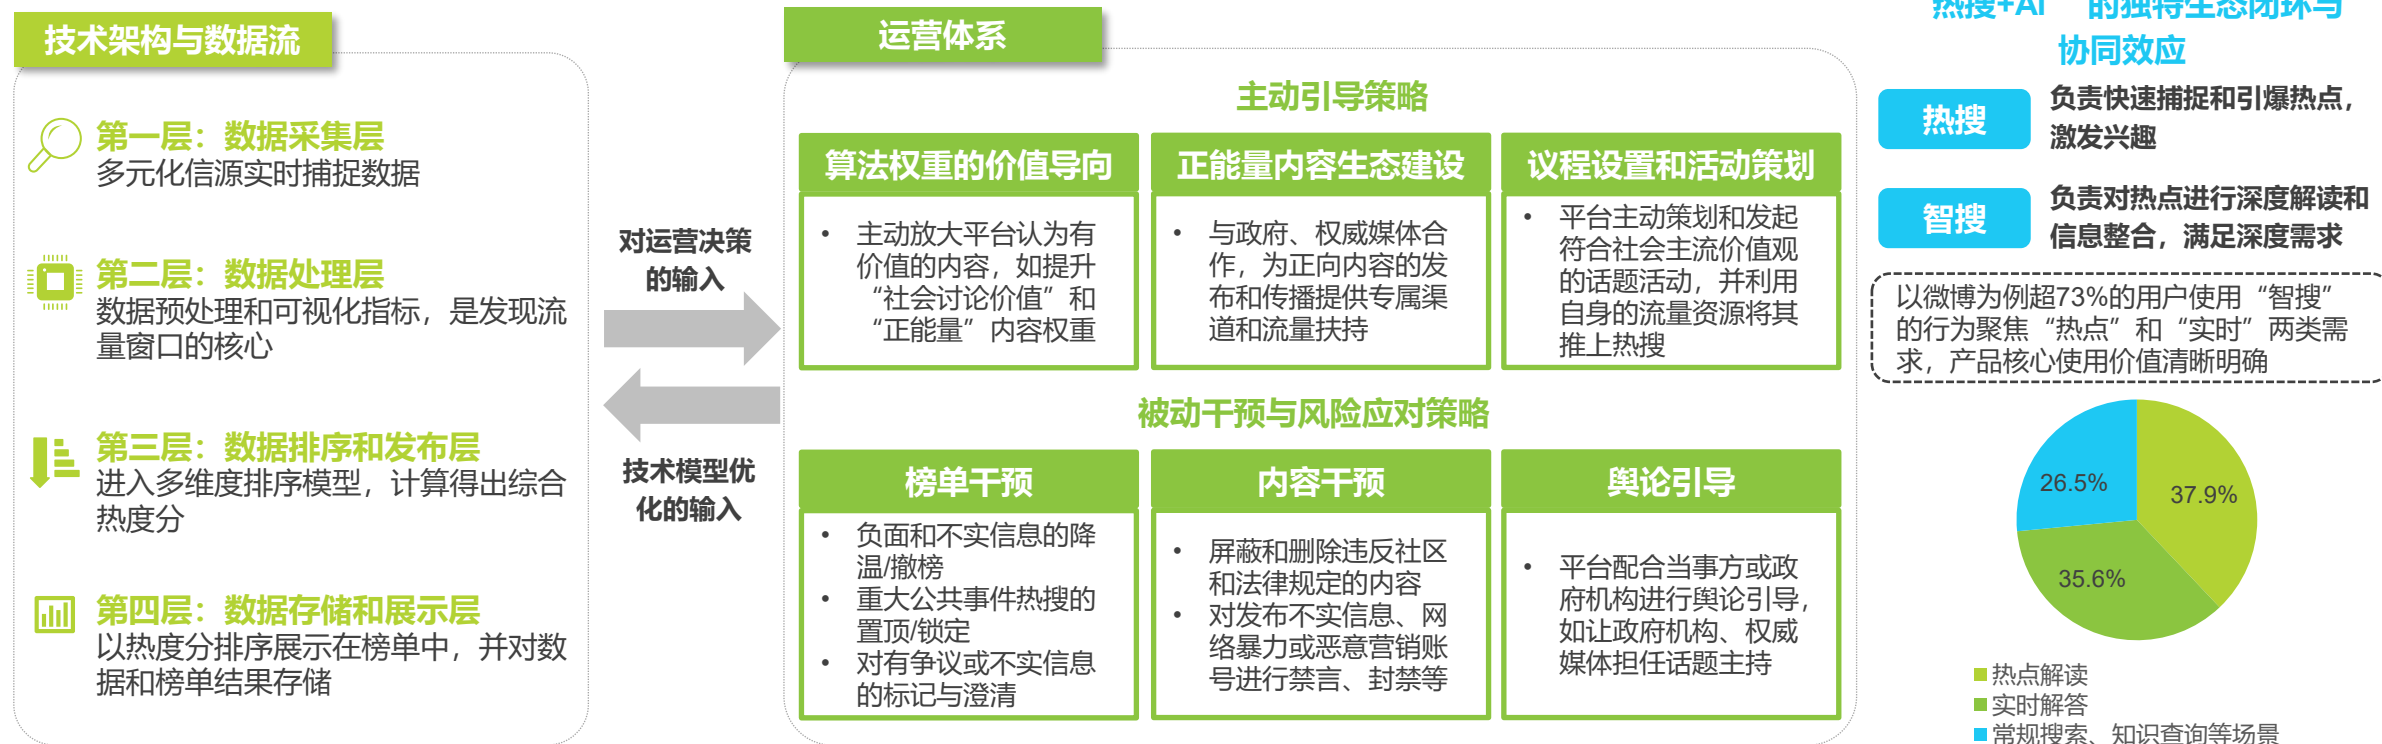 技术架构与数据流
第一层：数据采集层
多元化信源实时捕捉数据
第二层：数据处理层
数据预处理和可视化指标，是发现流
量窗口的核心
第三层：数据排序和发布层
进入多维度排序模型，计算得出综合
热度分
第四层：数据存储和展示层
以热度分排序展示在榜单中，并对数
据和榜单结果存储
对运营决策
的输入
技术模型优
化的输入
运营体系
主动引导策略
算法权重的价值导向
• 主动放大平台认为有
价值的内容，如提升
“社会讨论价值”和
“正能量”内容权重
正能量内容生态建设
• 与政府、权威媒体合
作，为正向内容的发
布和传播提供专属渠
道和流量扶持
议程设置和活动策划
• 平台主动策划和发起
符合社会主流价值观
的话题活动，并利用
自身的流量资源将其
推上热搜
被动干预与风险应对策略
榜单干预
• 负面和不实信息的降
温/撤榜
• 重大公共事件热搜的
置顶/锁定
• 对有争议或不实信息
的标记与澄清
内容干预
• 屏蔽和删除违反社区
和法律规定的内容
• 对发布不实信息、网
络暴力或恶意营销账
号进行禁言、封禁等
舆论引导
• 平台配合当事方或政
府机构进行舆论引导，
如让政府机构、权威
媒体担任话题主持
热搜+AI 的独特生态闭环与
协同效应
热搜
负责快速捕捉和引爆热点，
激发兴趣
智搜
负责对热点进行深度解读和
信息整合，满足深度需求
以微博为例超73%的用户使用“智搜”
的行为聚焦“热点”和“实时”两类需
求，产品核心使用价值清晰明确
26.5%
37.9%
35.6%
热点解读
实时解答
常规搜索、知识查询等场景